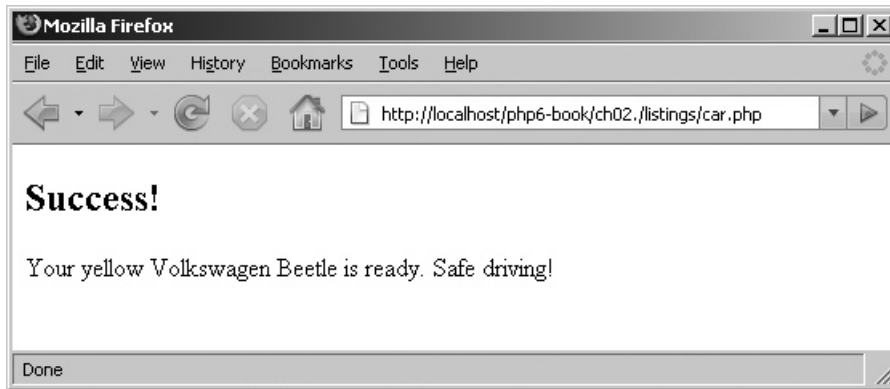 Mozilla Firefox
File Edit View History Bookmarks Tools Help
http://localhost/php6-book/ch02./listings/car.php
Success!
Your yellow Volkswagen Beetle is ready. Safe driving!
Done